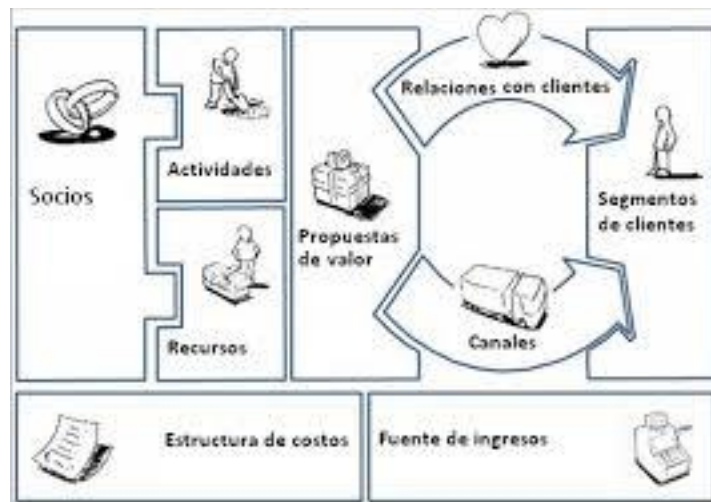 Socios
Actividades
Recursos
Propuestas
de valor
Relaciones con clientes
Canales
Segmentos
de clientes
Estructura de costos
Fuente de ingresos